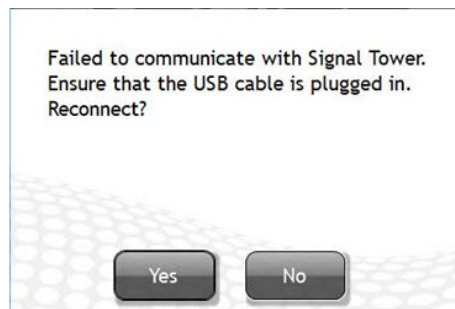 Failed to communicate with Signal Tower.
Ensure that the USB cable is plugged in.
Reconnect?
Yes
No